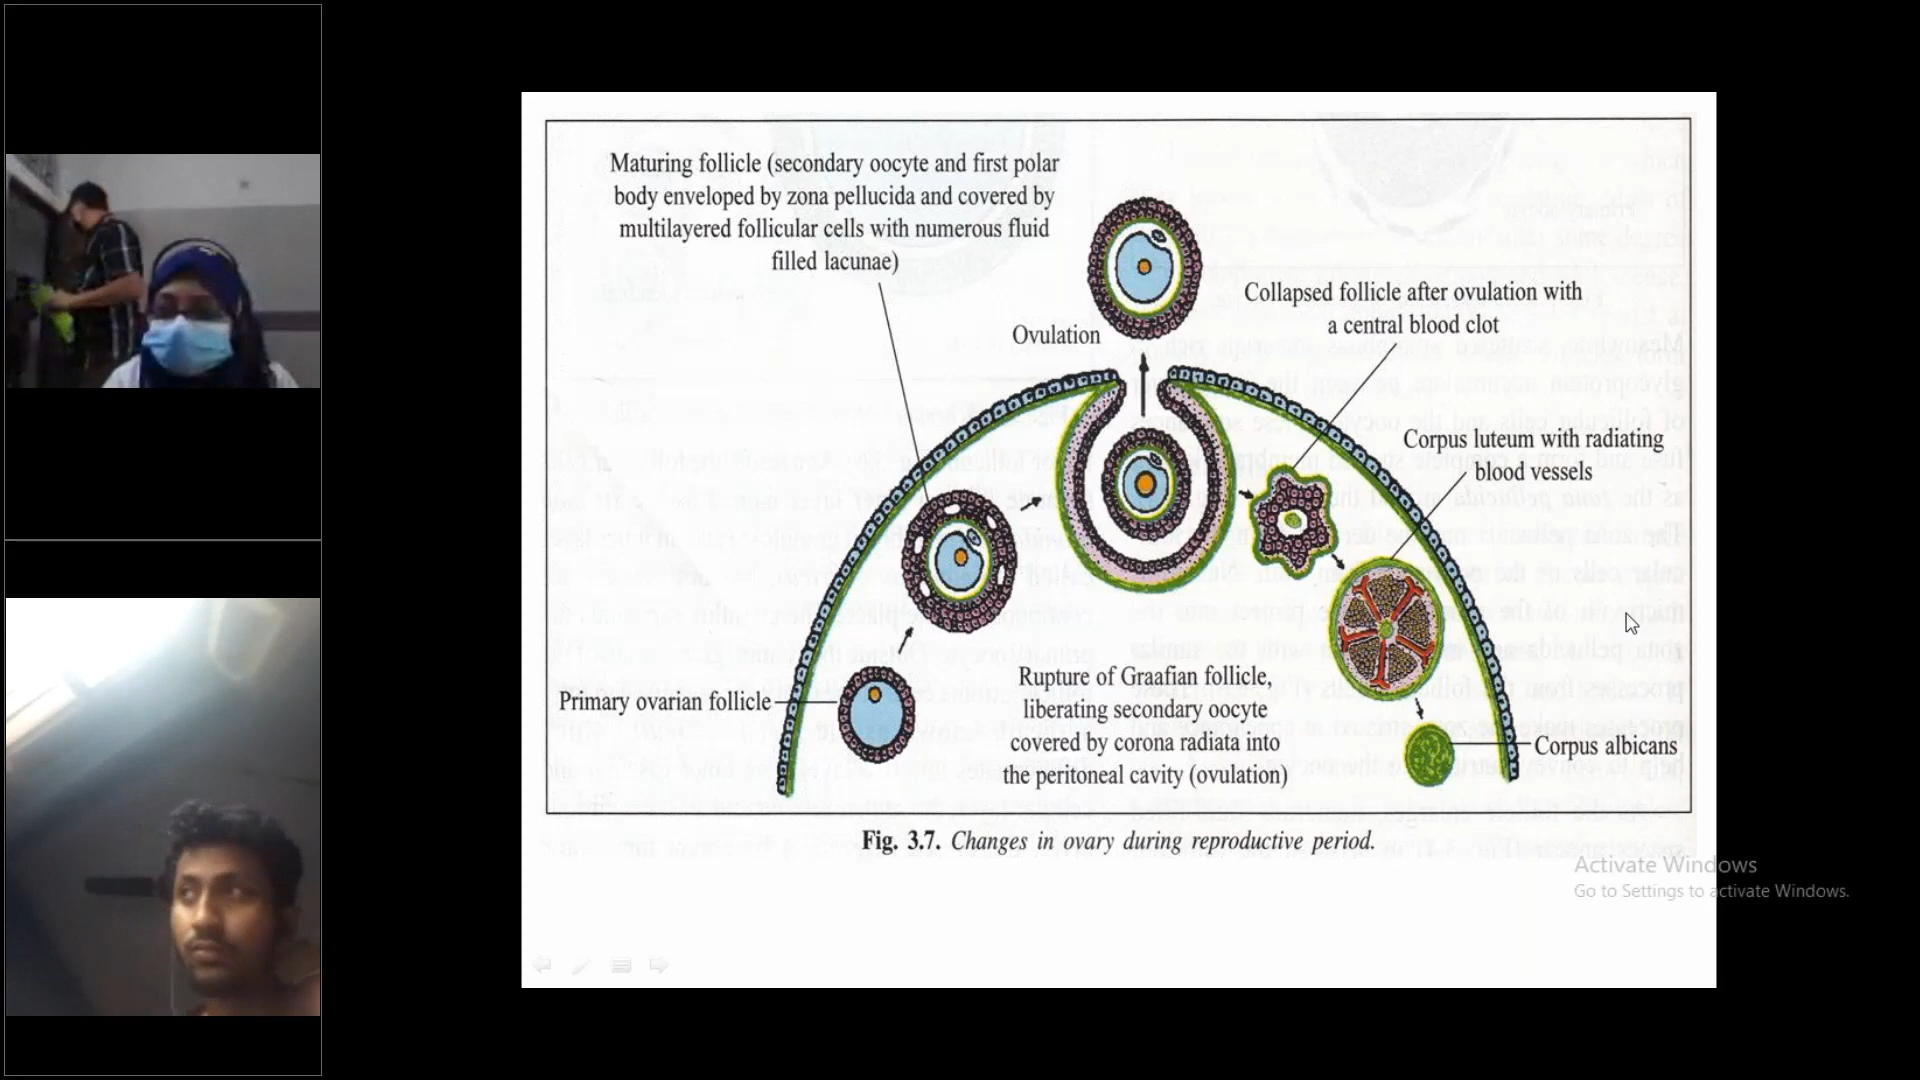 Maturing follicle (secondary oocyte and first polar
body enveloped by zona pellucida and covered by
multilayered follicular cells with numerous fluid
filled lacunae)
Ovulation
Collapsed follicle after ovulation with
a central blood clot
Corpus luteum with radiating
blood vessels
Primary ovarian follicle
Rupture of Graafian follicle,
liberating secondary oocyte
covered by corona radiata into
the peritoneal cavity (ovulation)
Corpus albicans
Fig. 3.7. Changes in ovary during reproductive period.
Activate Windows
Go to Settings to activate Windows.